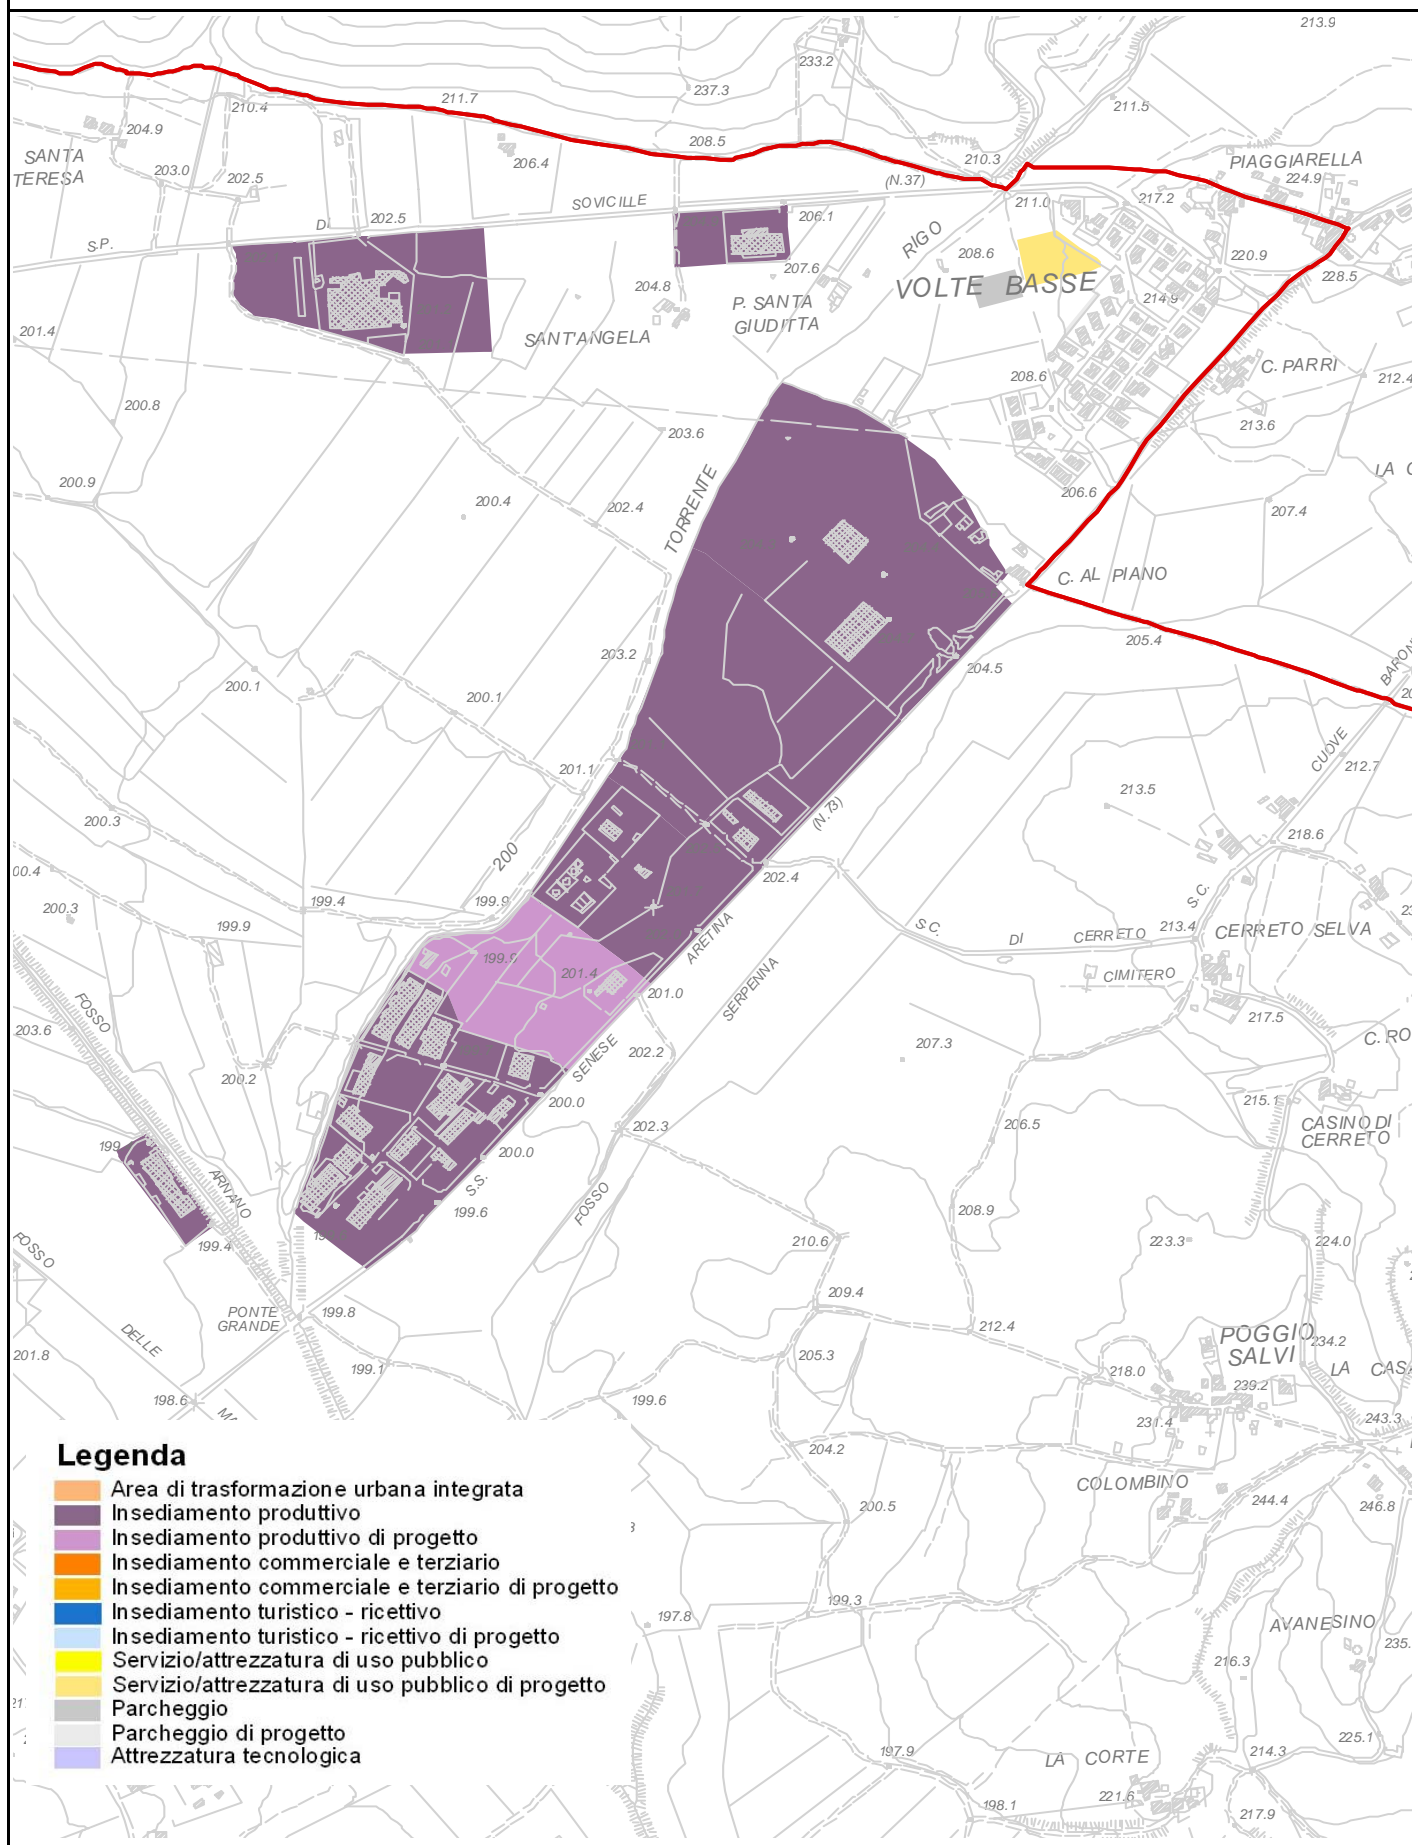 213.9
233.2
237.3
211.7
210.4
211.5
204.9
208.5
210.3
206.4
PIAGGIARELLA
SANTA
TERESA
203.0
202.5
(N.37)
224.9
217.2
SOVICILLE
211.0
202.5
DI
206.1
S.P.
RIGO
208.6
220.9
207.6
228.5
204.8
VOLTE BASSE
214.9
P. SANTA
GIUDITTA
201.4
SANT'ANGELA
C. PARRI
208.6
212.4
200.8
213.6
203.6
LA C
200.9
200.4
206.6
202.4
207.4
TORRENTE
C. AL PIANO
205.4
203.2
204.5
BARON
200.1
200.1
20
CUOVE
201.1
212.7
213.5
(N.73)
200.3
218.6
200
202.4
00.4
S.C.
199.4
199.9
200.3
199.9
ARETINA
S.C.
DI
CERRETO
213.4
CERRETO SELVA
199.9
201.4
SERPENNA
CIMITERO
FOSSO
201.0
217.5
203.6
SENESE
202.2
207.3
C. RO
200.2
200.0
215.1
202.3
206.5
CASINO DI
CERRETO
199
200.0
ARNANO
S.S.
FOSSO
199.6
208.9
FOSSO
199.4
210.6
223.3
224.0
209.4
PONTE
GRANDE
199.8
DELLE
212.4
POGGIO
SALVI
234.2
201.8
199.1
205.3
218.0
LA CASA
198.6
199.6
239.2
231.4
243.3
204.2
Legenda
COLOMBINO
Area di trasformazione urbana integrata
Insediamento produttivo
Insediamento produttivo di progetto
Insediamento commerciale e terziario
Insediamento commerciale e terziario di progetto
Insediamento turistico - ricettivo
Insediamento turistico - ricettivo di progetto
Servizio/attrezzatura di uso pubblico
Servizio/attrezzatura di uso pubblico di progetto
Parcheggio
Parcheggio di progetto
Attrezzatura tecnologica
200.5
244.4
246.8
199.3
197.8
AVANESINO
235.
216.3
225.1
197.9
LA CORTE
214.3
221.6
198.1
217.9